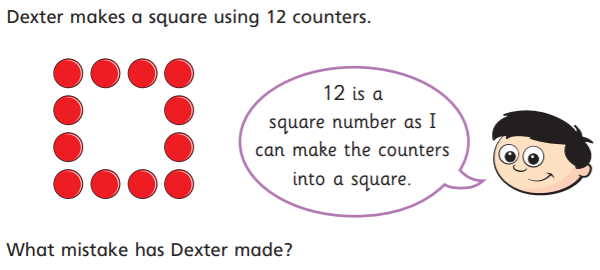 Dexter makes a square using 12 counters.
12 is a
square number as I
can make the counters
into a square.
What mistake has Dexter made?